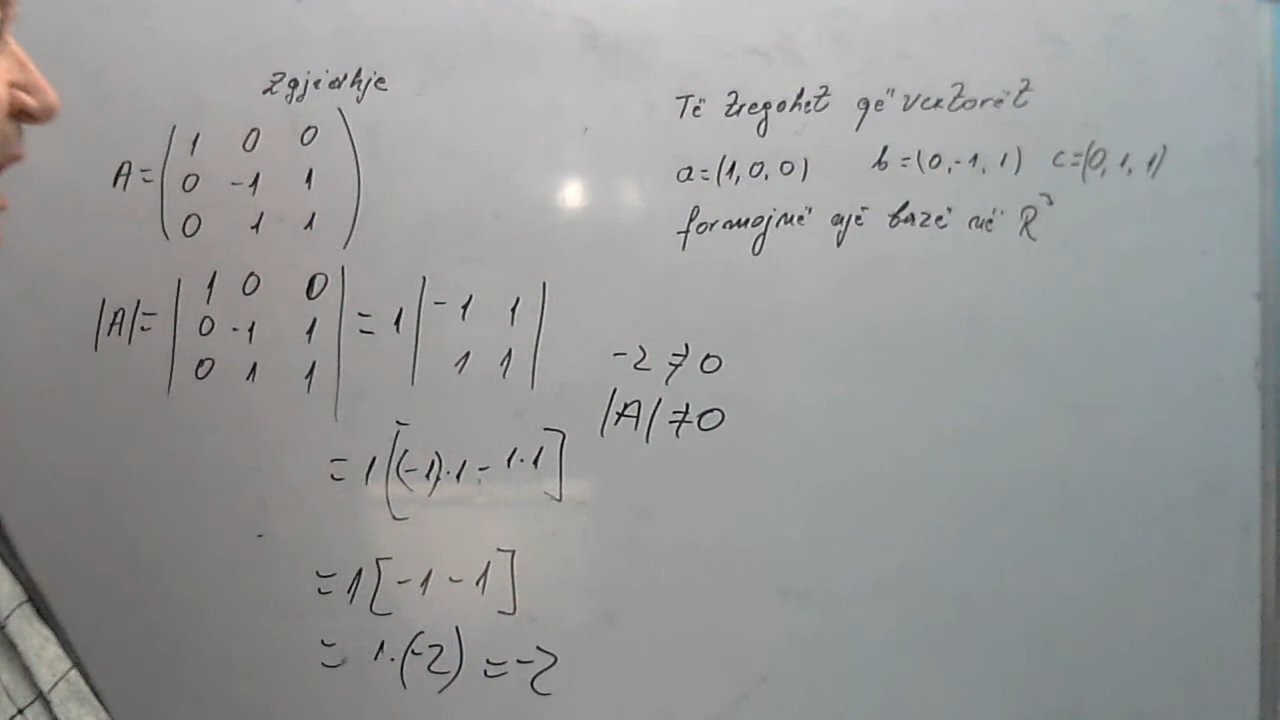 Zgjidhje
A = ( 1 0 0
0 -1 1
0 1 1 )
|A| = | 1 0 0
0 -1 1
0 1 1 | = 1 | -1 1
1 1 |
= 1[(-1)·1 - 1·1]
= 1[-1 - 1]
= 1·(-2) = -2
-2 ≠ 0
|A| ≠ 0
Të tregohet që vektorët
a=(1,0,0) b=(0,-1,1) c=(0,1,1)
formojnë një bazë në R³